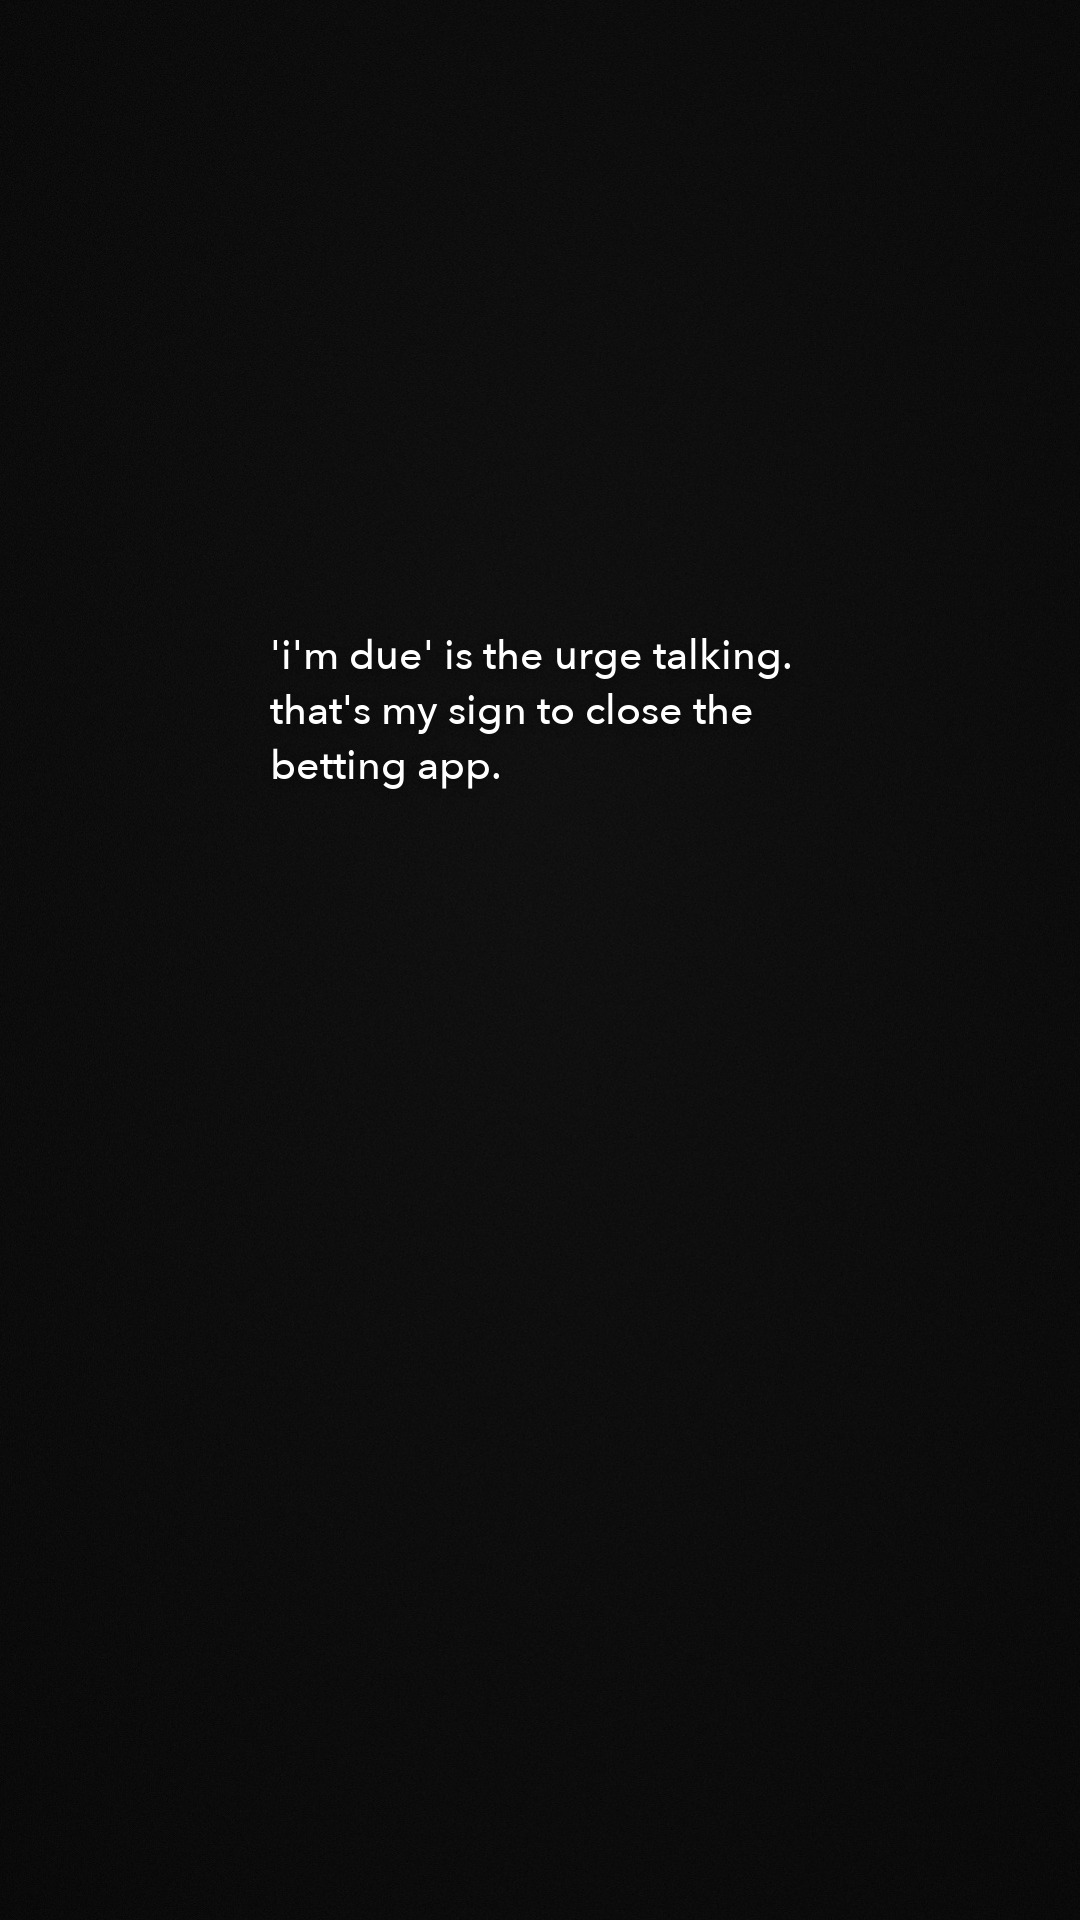 'i'm due' is the urge talking.
that's my sign to close the
betting app.